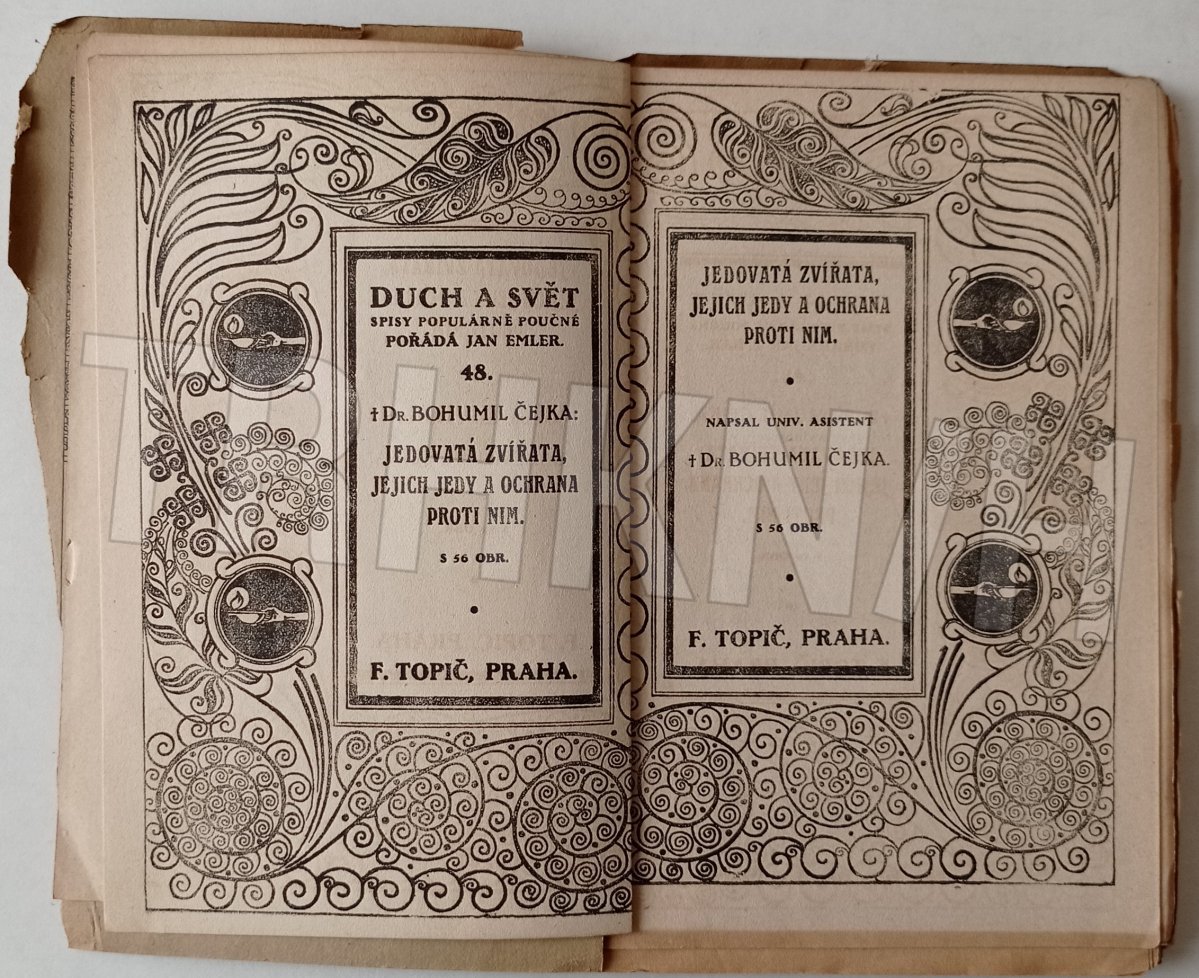 DUCH A SVĚT
SPISY POPULÁRNĚ POUČNÉ
POŘÁDÁ JAN EMLER.
48.
† DR. BOHUMIL ČEJKA:
JEDOVATÁ ZVÍŘATA,
JEJICH JEDY A OCHRANA
PROTI NIM.
S 56 OBR.
F. TOPIČ, PRAHA.
JEDOVATÁ ZVÍŘATA,
JEJICH JEDY A OCHRANA
PROTI NIM.
NAPSAL UNIV. ASISTENT
† DR. BOHUMIL ČEJKA.
S 56 OBR.
F. TOPIČ, PRAHA.